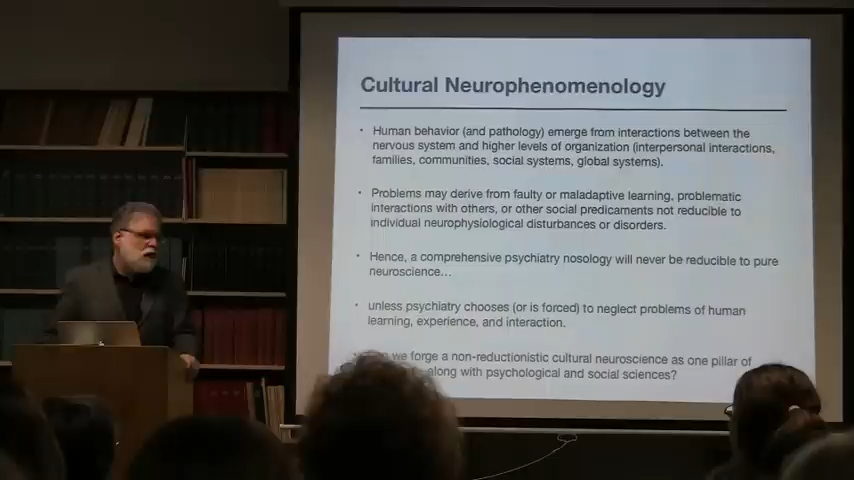 Cultural Neurophenomenology
• Human behavior (and pathology) emerge from interactions between the
nervous system and higher levels of organization (interpersonal interactions,
families, communities, social systems, global systems).
• Problems may derive from faulty or maladaptive learning, problematic
interactions with others, or other social predicaments not reducible to
individual neurophysiological disturbances or disorders.
• Hence, a comprehensive psychiatry nosology will never be reducible to pure
neuroscience…
• unless psychiatry chooses (or is forced) to neglect problems of human
learning, experience, and interaction.
we forge a non-reductionistic cultural neuroscience as one pillar of
along with psychological and social sciences?